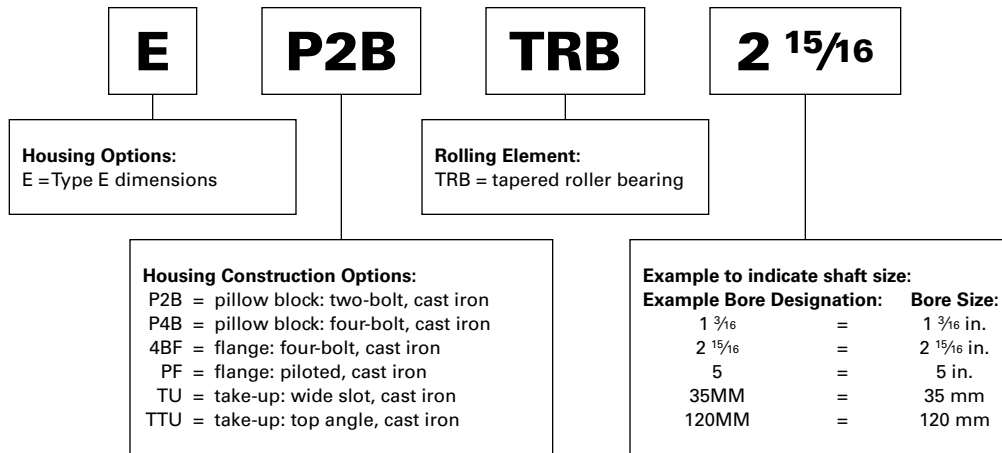 E P2B TRB 2 15/16
Housing Options:
E =Type E dimensions
Rolling Element:
TRB = tapered roller bearing
Housing Construction Options:
P2B = pillow block: two-bolt, cast iron
P4B = pillow block: four-bolt, cast iron
4BF = flange: four-bolt, cast iron
PF = flange: piloted, cast iron
TU = take-up: wide slot, cast iron
TTU = take-up: top angle, cast iron
Example to indicate shaft size:
Example Bore Designation: Bore Size:
1 3/16 = 1 3/16 in.
2 15/16 = 2 15/16 in.
5 = 5 in.
35MM = 35 mm
120MM = 120 mm